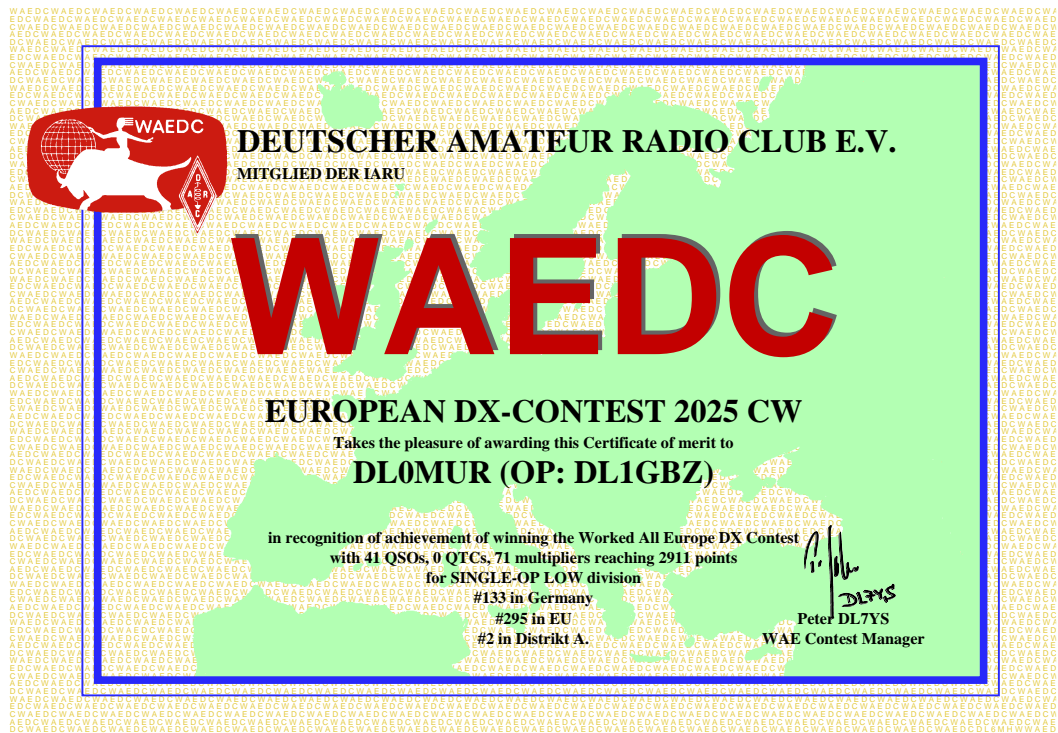 WAEDC
DARC
DEUTSCHER AMATEUR RADIO CLUB E.V.
MITGLIED DER IARU
WAEDC
EUROPEAN DX-CONTEST 2025 CW
Takes the pleasure of awarding this Certificate of merit to
DL0MUR (OP: DL1GBZ)
in recognition of achievement of winning the Worked All Europe DX Contest
with 41 QSOs, 0 QTCs, 71 multipliers reaching 2911 points
for SINGLE-OP LOW division
#133 in Germany
#295 in EU
#2 in Distrikt A.
DL7YS
Peter DL7YS
WAE Contest Manager